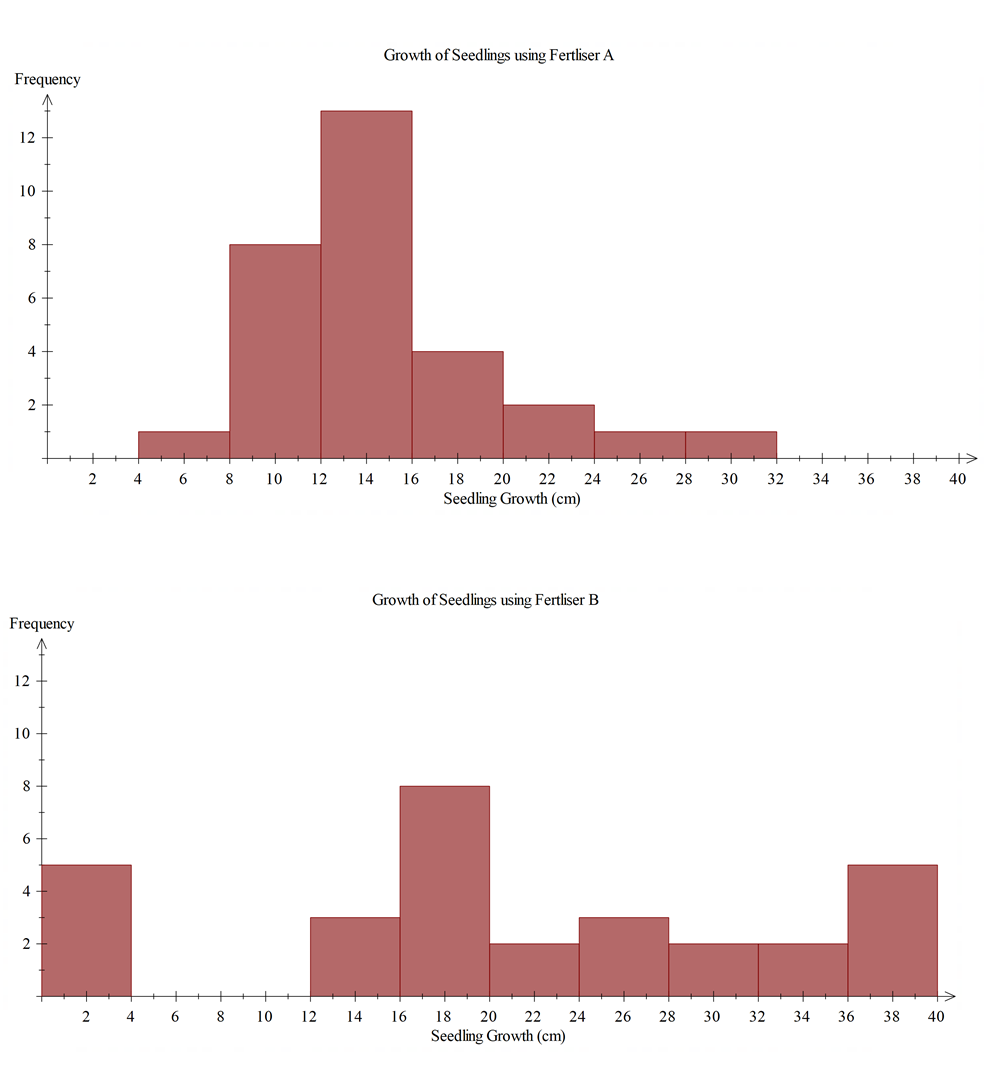 Growth of Seedlings using Fertliser A
Frequency
12
10
8
6
4
2
2 4 6 8 10 12 14 16 18 20 22 24 26 28 30 32 34 36 38 40
Seedling Growth (cm)
Growth of Seedlings using Fertliser B
Frequency
12
10
8
6
4
2
2 4 6 8 10 12 14 16 18 20 22 24 26 28 30 32 34 36 38 40
Seedling Growth (cm)